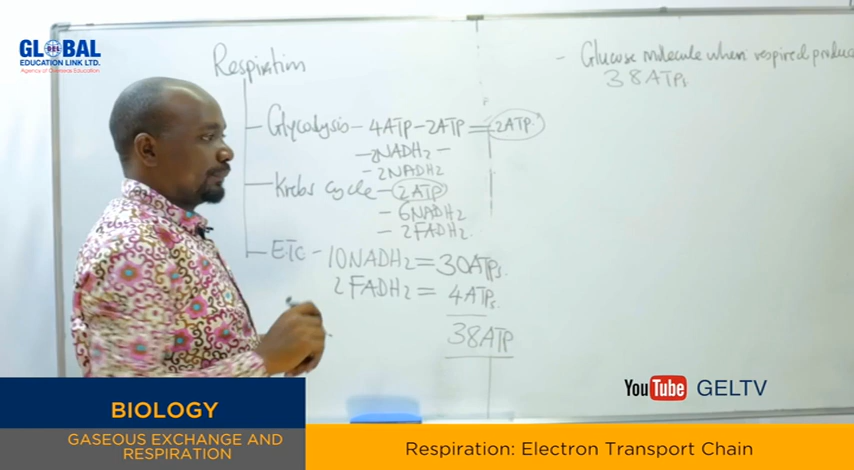 GLOBAL
GEL
EDUCATION LINK LTD.
Agency of Overseas Education.
Respiration
Glycolysis - 4ATP - 2ATP = 2ATP
- 2NADH2 -
- 2NADH2
Krebs cycle - 2ATP
- 6NADH2
- 2FADH2.
ETC - 10NADH2 = 30ATPs.
2FADH2 = 4ATPs.
38ATP
- Glucose molecule when respired produce
38ATPs
YouTube GELTV
BIOLOGY
GASEOUS EXCHANGE AND
RESPIRATION
Respiration: Electron Transport Chain